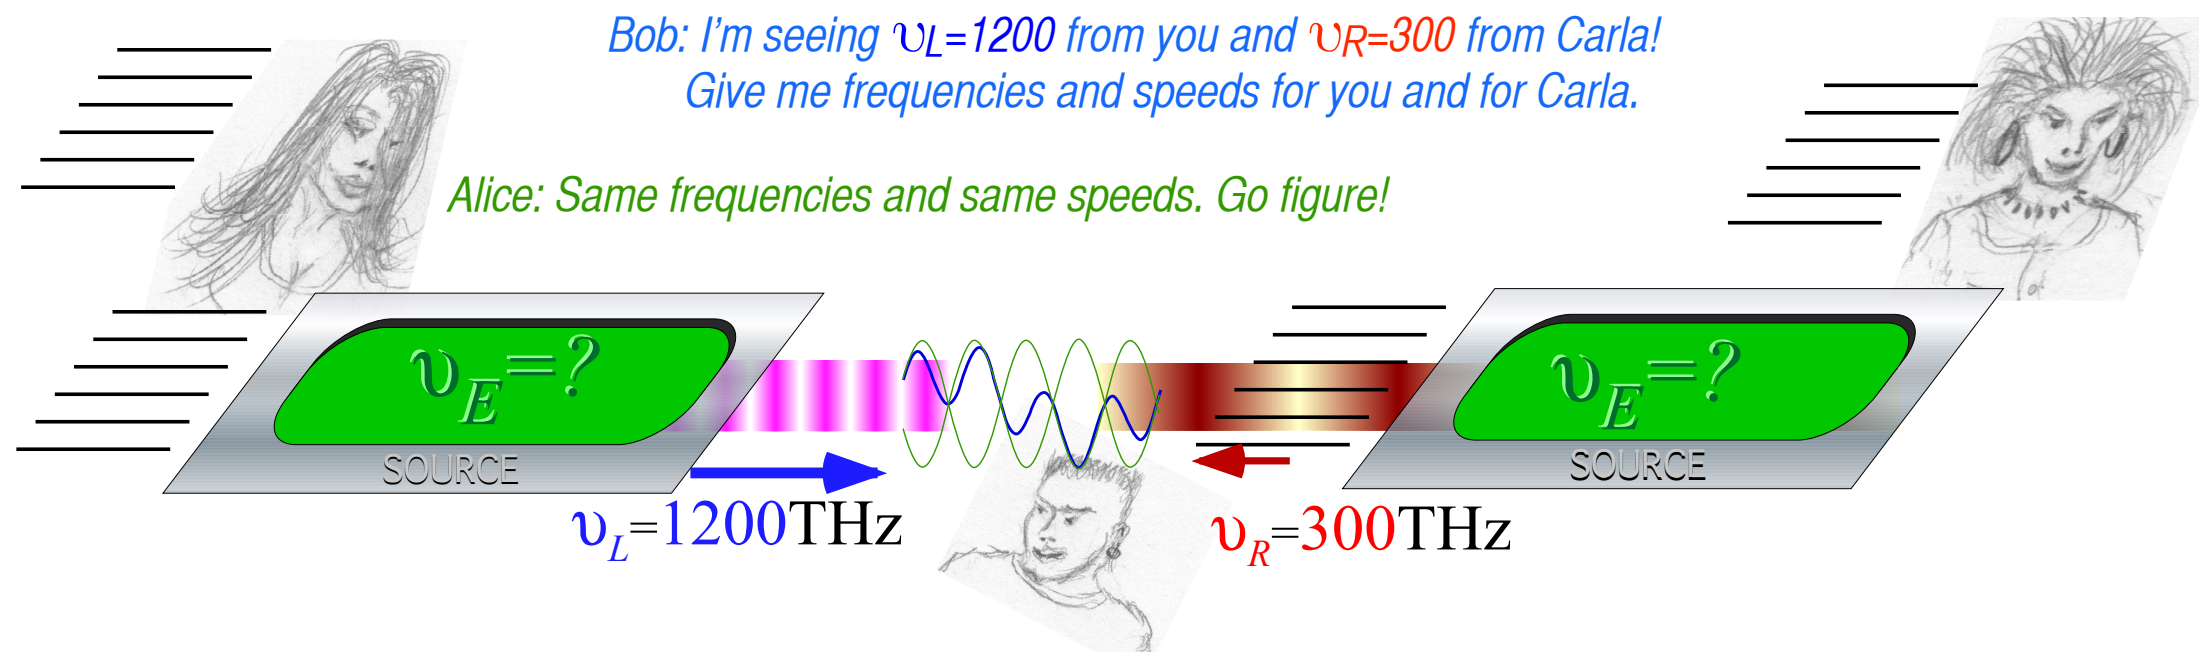 Bob: I'm seeing υL=1200 from you and υR=300 from Carla!
Give me frequencies and speeds for you and for Carla.
Alice: Same frequencies and same speeds. Go figure!
υE=?
υE=?
SOURCE
SOURCE
υL=1200THz
υR=300THz